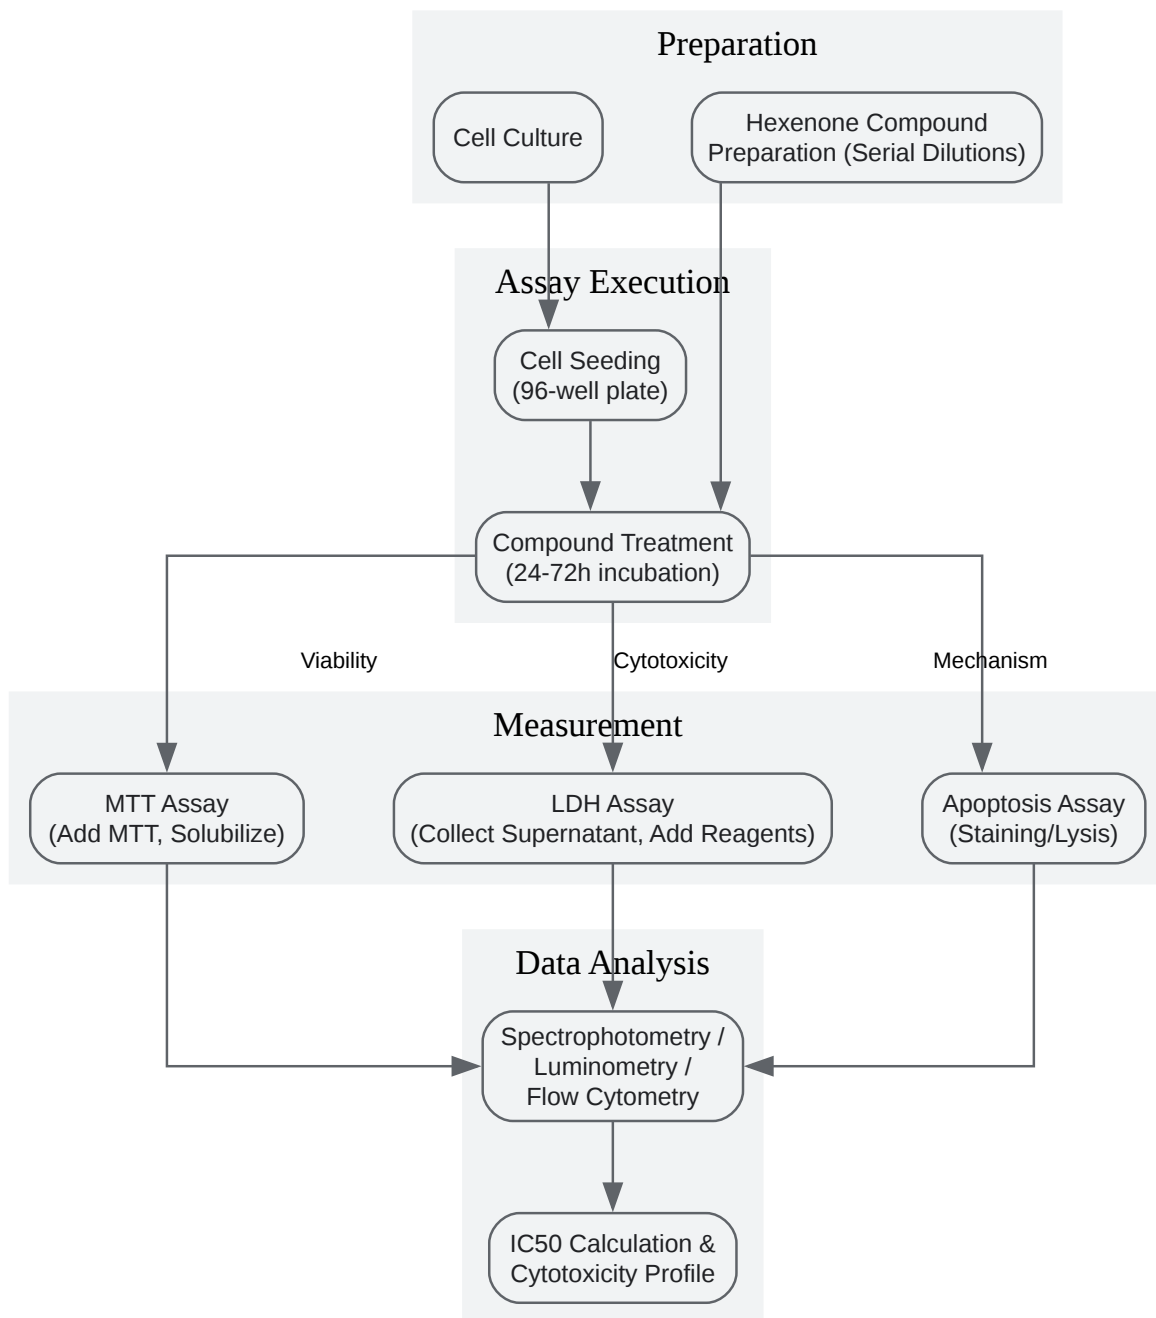 Preparation
Cell Culture
Hexenone Compound
Preparation (Serial Dilutions)
Assay Execution
Cell Seeding
(96-well plate)
Compound Treatment
(24-72h incubation)
Viability
Cytotoxicity
Mechanism
Measurement
MTT Assay
(Add MTT, Solubilize)
LDH Assay
(Collect Supernatant, Add Reagents)
Apoptosis Assay
(Staining/Lysis)
Data Analysis
Spectrophotometry /
Luminometry /
Flow Cytometry
IC50 Calculation &
Cytotoxicity Profile